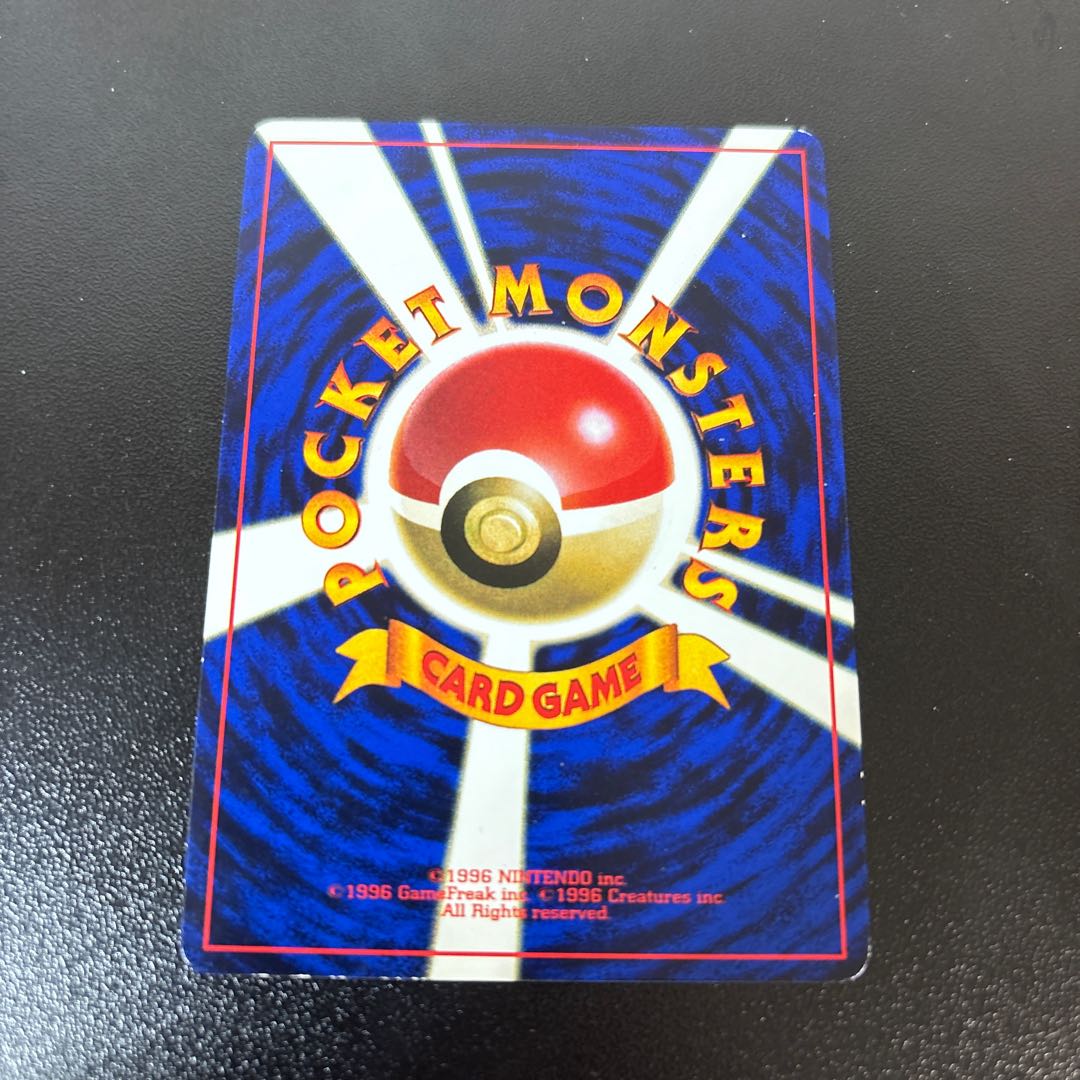 POCKET MONSTERS
CARD GAME
©1996 NINTENDO inc.
©1996 GameFreak inc. ©1996 Creatures inc.
All Rights reserved.